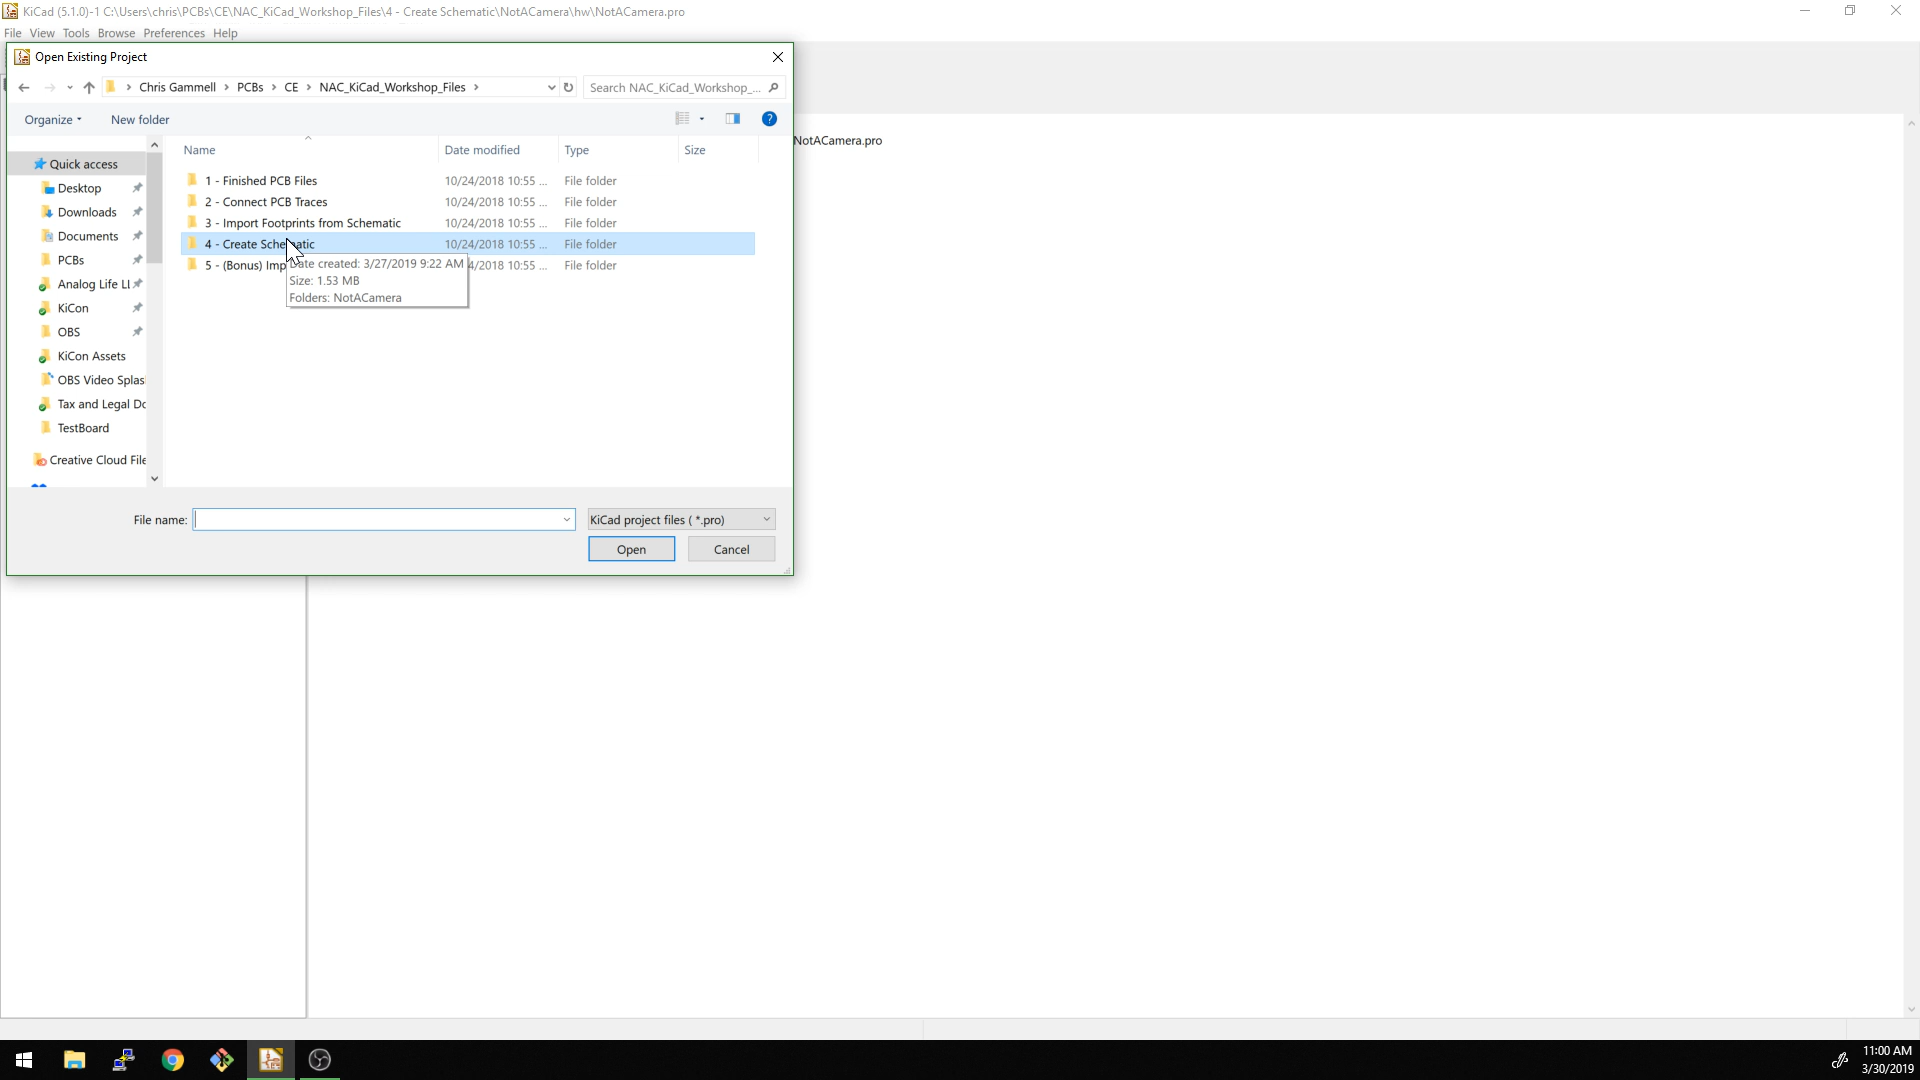 KiCad (5.1.0)-1 C:\Users\chris\PCBs\CE\NAC_KiCad_Workshop_Files\4 - Create Schematic\NotACamera\hw\NotACamera.pro
File View Tools Browse Preferences Help
Open Existing Project
Chris Gammell > PCBs > CE > NAC_KiCad_Workshop_Files >
Search NAC_KiCad_Workshop_...
Organize
New folder
NotACamera.pro
Name Date modified Type Size
Quick access
Desktop
Downloads
Documents
PCBs
Analog Life LI
KiCon
OBS
KiCon Assets
OBS Video Splas
Tax and Legal Do
TestBoard
Creative Cloud File
1 - Finished PCB Files 10/24/2018 10:55 ... File folder
2 - Connect PCB Traces 10/24/2018 10:55 ... File folder
3 - Import Footprints from Schematic 10/24/2018 10:55 ... File folder
4 - Create Schematic 10/24/2018 10:55 ... File folder
5 - (Bonus) Imp 4/2018 10:55 ... File folder
Date created: 3/27/2019 9:22 AM
Size: 1.53 MB
Folders: NotACamera
File name:
KiCad project files ( *.pro)
Open
Cancel
11:00 AM
3/30/2019